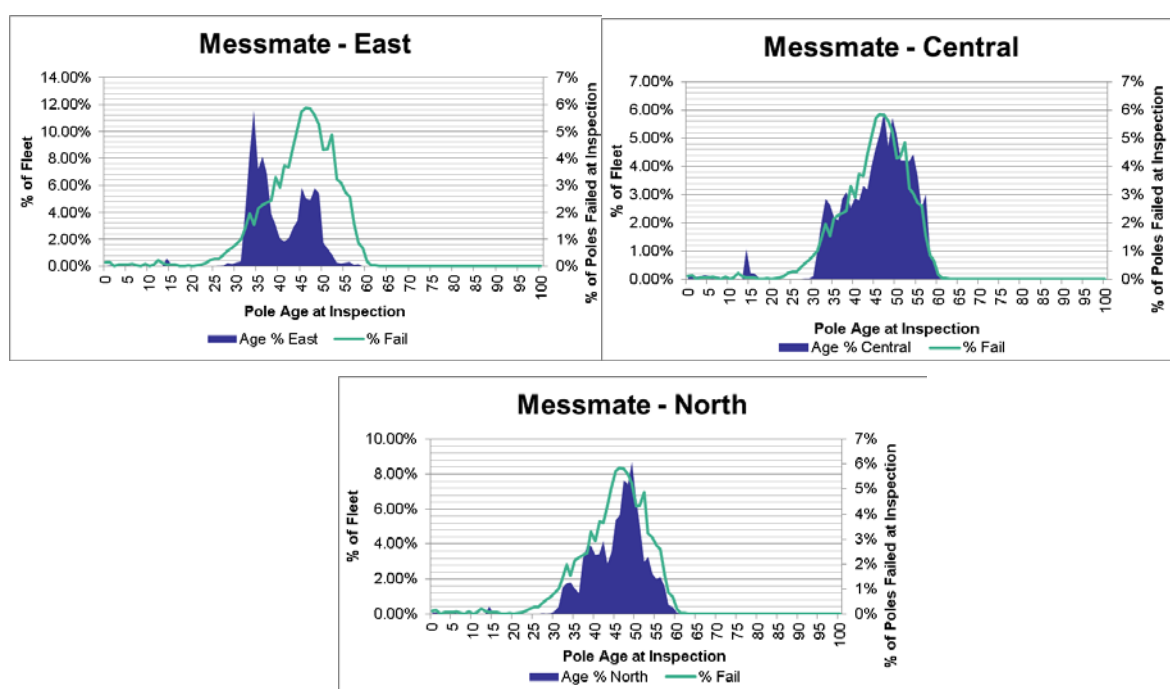 Messmate - East
14.00%
12.00%
10.00%
8.00%
6.00%
4.00%
2.00%
0.00%
% of Fleet
7%
6%
5%
4%
3%
2%
1%
0%
% of Poles Failed at Inspection
0 5 10 15 20 25 30 35 40 45 50 55 60 65 70 75 80 85 90 95 100
Pole Age at Inspection
Age % East % Fail
Messmate - Central
7.00%
6.00%
5.00%
4.00%
3.00%
2.00%
1.00%
0.00%
% of Fleet
7%
6%
5%
4%
3%
2%
1%
0%
% of Poles Failed at Inspection
0 5 10 15 20 25 30 35 40 45 50 55 60 65 70 75 80 85 90 95 100
Pole Age at Inspection
Age % Central % Fail
Messmate - North
10.00%
8.00%
6.00%
4.00%
2.00%
0.00%
% of Fleet
7%
6%
5%
4%
3%
2%
1%
0%
% of Poles Failed at Inspection
0 5 10 15 20 25 30 35 40 45 50 55 60 65 70 75 80 85 90 95 100
Pole Age at Inspection
Age % North % Fail